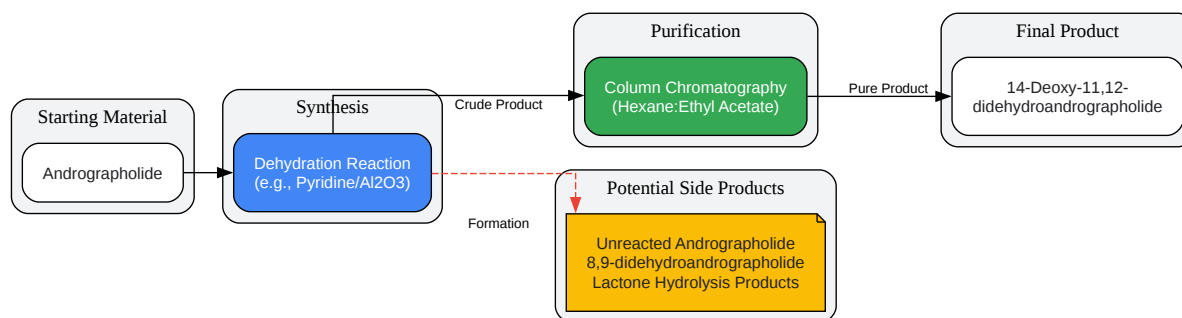 Starting Material
Andrographolide
Synthesis
Dehydration Reaction
(e.g., Pyridine/Al2O3)
Crude Product
Purification
Column Chromatography
(Hexane:Ethyl Acetate)
Pure Product
Final Product
14-Deoxy-11,12-
didehydroandrographolide
Formation
Potential Side Products
Unreacted Andrographolide
8,9-didehydroandrographolide
Lactone Hydrolysis Products